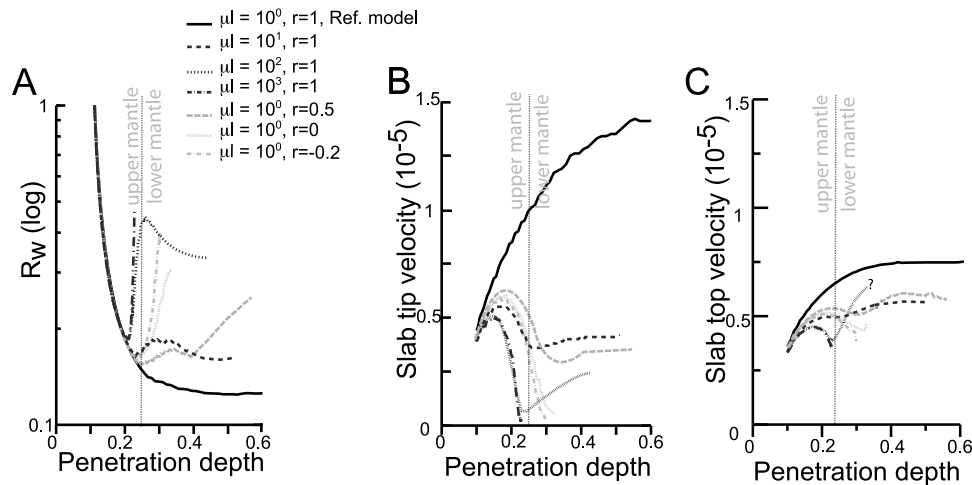 μl = 10⁰, r=1, Ref. model
μl = 10¹, r=1
μl = 10², r=1
μl = 10³, r=1
μl = 10⁰, r=0.5
μl = 10⁰, r=0
μl = 10⁰, r=-0.2
A
1
upper mantle
lower mantle
Rw (log)
0.1
0 0.2 0.4 0.6
Penetration depth
B
1.5
upper mantle
lower mantle
1
Slab tip velocity (10⁻⁵)
0.5
0
0 0.2 0.4 0.6
Penetration depth
C
1.5
upper mantle
lower mantle
1
Slab top velocity (10⁻⁵)
?
0.5
0
0 0.2 0.4 0.6
Penetration depth